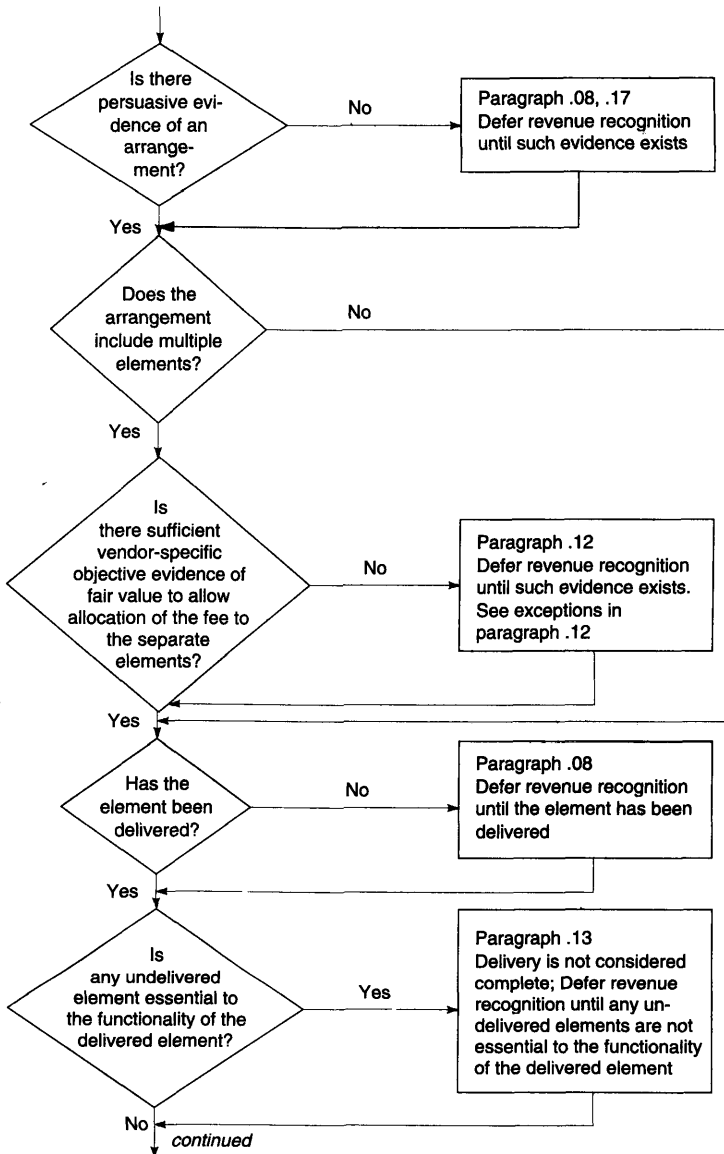 Is there
persuasive evi-
dence of an
arrange-
ment?
No
Paragraph .08, .17
Defer revenue recognition
until such evidence exists
Yes
Does the
arrangement
include multiple
elements?
No
Yes
Is
there sufficient
vendor-specific
objective evidence of
fair value to allow
allocation of the fee to
the separate
elements?
No
Paragraph .12
Defer revenue recognition
until such evidence exists.
See exceptions in
paragraph .12
Yes
Has the
element been
delivered?
No
Paragraph .08
Defer revenue recognition
until the element has been
delivered
Yes
Is
any undelivered
element essential to
the functionality of the
delivered element?
Yes
Paragraph .13
Delivery is not considered
complete; Defer revenue
recognition until any un-
delivered elements are not
essential to the functionality
of the delivered element
No
continued